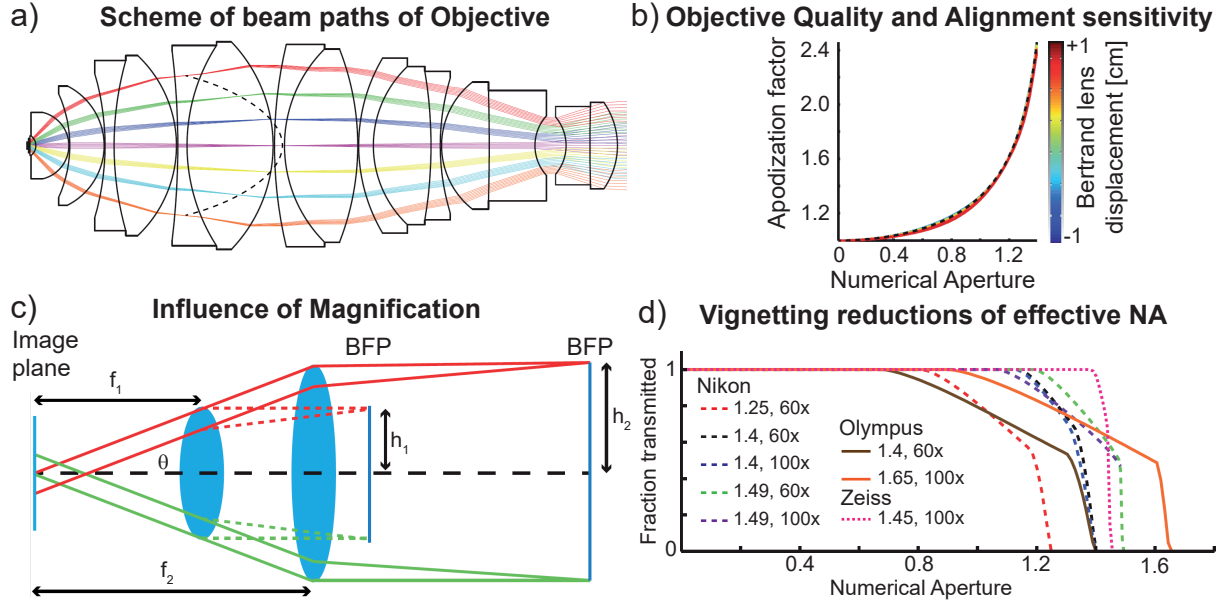 a) Scheme of beam paths of Objective
b) Objective Quality and Alignment sensitivity
Apodization factor
2.4
2.0
1.6
1.2
0 0.4 0.8 1.2
Numerical Aperture
+1
-1
Bertrand lens
displacement [cm]
c) Influence of Magnification
Image
plane
BFP
BFP
f₁
θ
h₁
h₂
f₂
d) Vignetting reductions of effective NA
Fraction transmitted
1
0
Nikon
1.25, 60x
1.4, 60x
1.4, 100x
1.49, 60x
1.49, 100x
Olympus
1.4, 60x
1.65, 100x
Zeiss
1.45, 100x
0.4 0.8 1.2 1.6
Numerical Aperture